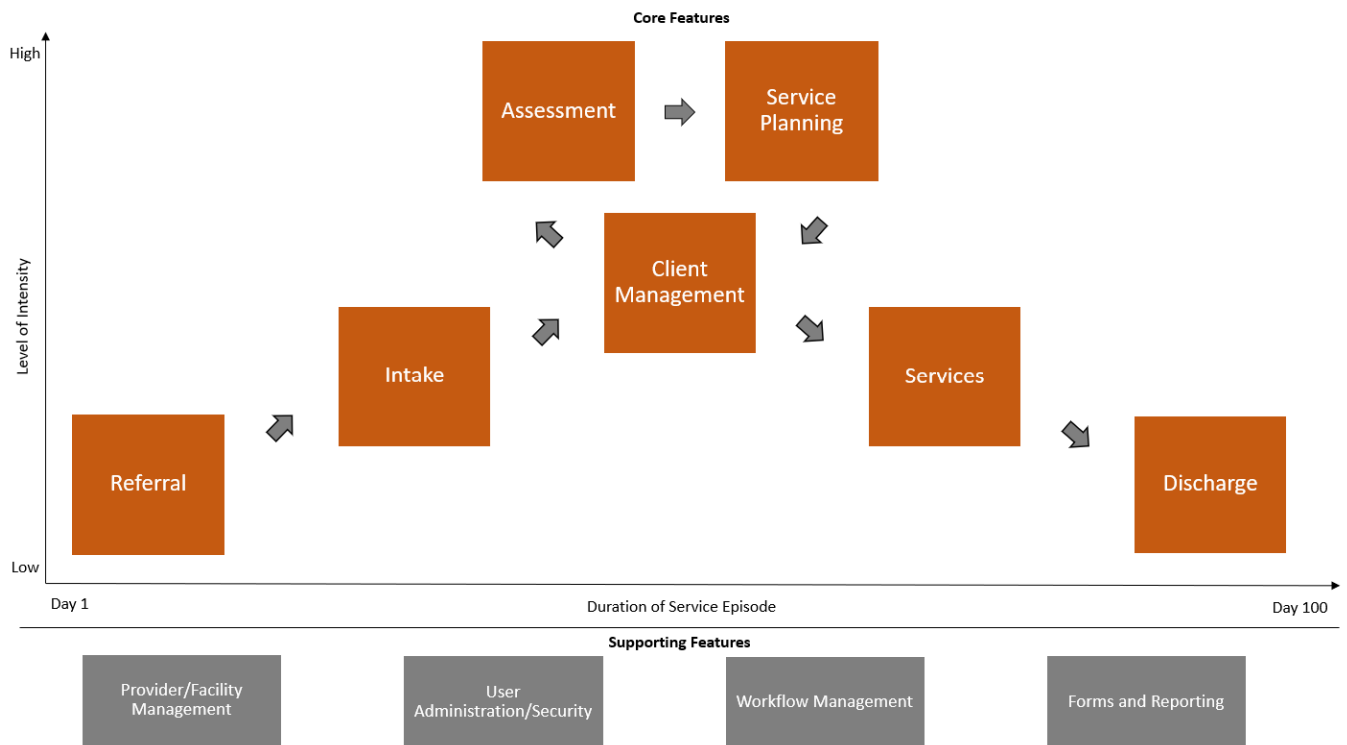 Core Features
High
Assessment
Service
Planning
Client
Management
Level of Intensity
Intake
Services
Referral
Discharge
Low
Day 1
Duration of Service Episode
Day 100
Supporting Features
Provider/Facility
Management
User
Administration/Security
Workflow Management
Forms and Reporting